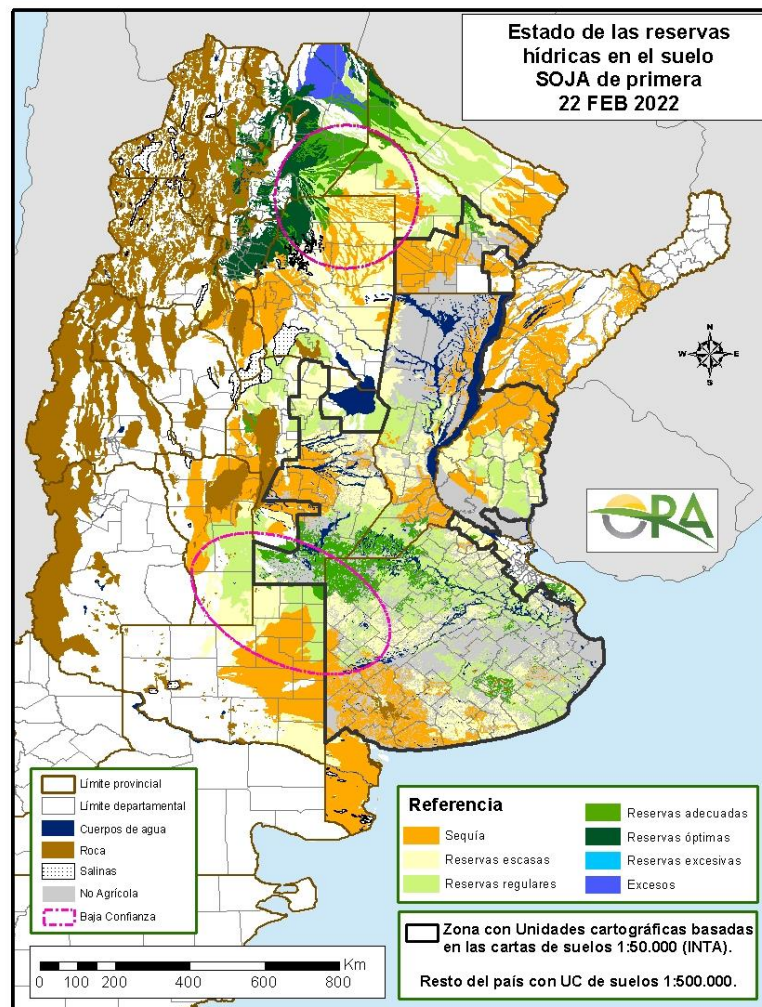 Estado de las reservas
hídricas en el suelo
SOJA de primera
22 FEB 2022
N
W E
S
ORA
Límite provincial
Límite departamental
Cuerpos de agua
Roca
Salinas
No Agrícola
Baja Confianza
Referencia
Sequía
Reservas escasas
Reservas regulares
Reservas adecuadas
Reservas óptimas
Reservas excesivas
Excesos
Zona con Unidades cartográficas basadas
en las cartas de suelos 1:50.000 (INTA).
Resto del país con UC de suelos 1:500.000.
Km
0 100 200 400 600 800